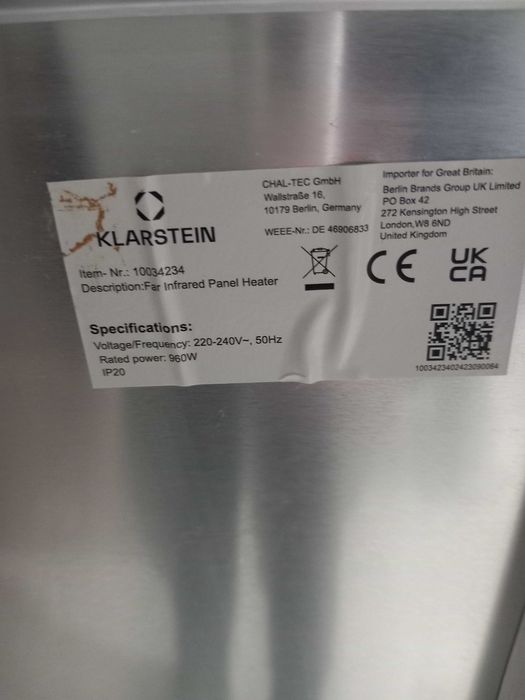 KLARSTEIN
CHAL-TEC GmbH
Wallstraße 16,
10179 Berlin, Germany
WEEE-Nr.: DE 46906833
Importer for Great Britain:
Berlin Brands Group UK Limited
PO Box 42
272 Kensington High Street
London,W8 6ND
United Kingdom
Item- Nr.: 10034234
Description:Far Infrared Panel Heater
CE
UK
CA
Specifications:
Voltage/Frequency: 220-240V~, 50Hz
Rated power: 960W
IP20
1003423402423090064